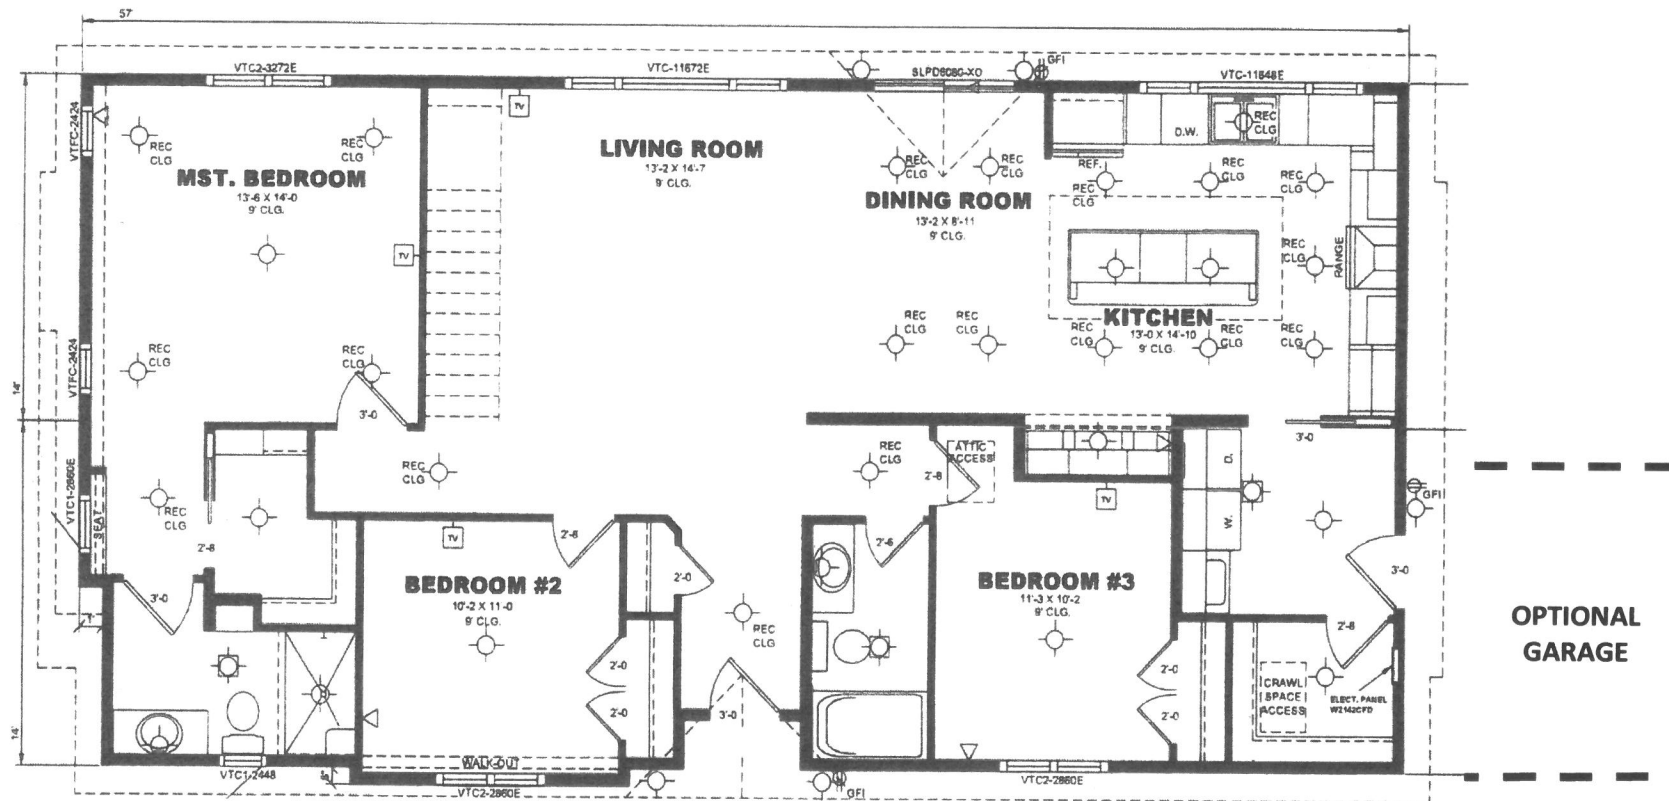 57'
VTC2-3272E
VTC-11672E
SLPD6080-XO
GFI
VTC-11648E
VTFC-2424
TV
D.W.
REC
CLG
REC
CLG
REC
CLG
MST. BEDROOM
13'-6 X 14'-0
9' CLG.
LIVING ROOM
13'-2 X 14'-7
9' CLG.
REC
CLG
REC
CLG
REF.
REC
CLG
REC
CLG
REC
CLG
DINING ROOM
13'-2 X 8'-11
9' CLG.
TV
REC
CLG
RANGE
KITCHEN
13'-0 X 14'-10
9' CLG.
REC
CLG
REC
CLG
REC
CLG
REC
CLG
REC
CLG
VTFC-2424
REC
CLG
REC
CLG
14'
3'-0
3'-0
REC
CLG
REC
CLG
2'-8
ATTIC
ACCESS
D.
VTC1-2860E
SEAT
REC
CLG
2'-8
TV
2'-8
2'-6
TV
W.
GFI
BEDROOM #2
10'-2 X 11'-0
9' CLG.
2'-0
BEDROOM #3
11'-3 X 10'-2
9' CLG.
3'-0
3'-0
1'
REC
CLG
2'-8
OPTIONAL
GARAGE
2'-0
2'-0
2'-0
2'-0
3'-0
CRAWL
SPACE
ACCESS
ELECT. PANEL
W2142CFD
14'
WALK-OUT
VTC1-2448
VTC2-2860E
GFI
VTC2-2860E